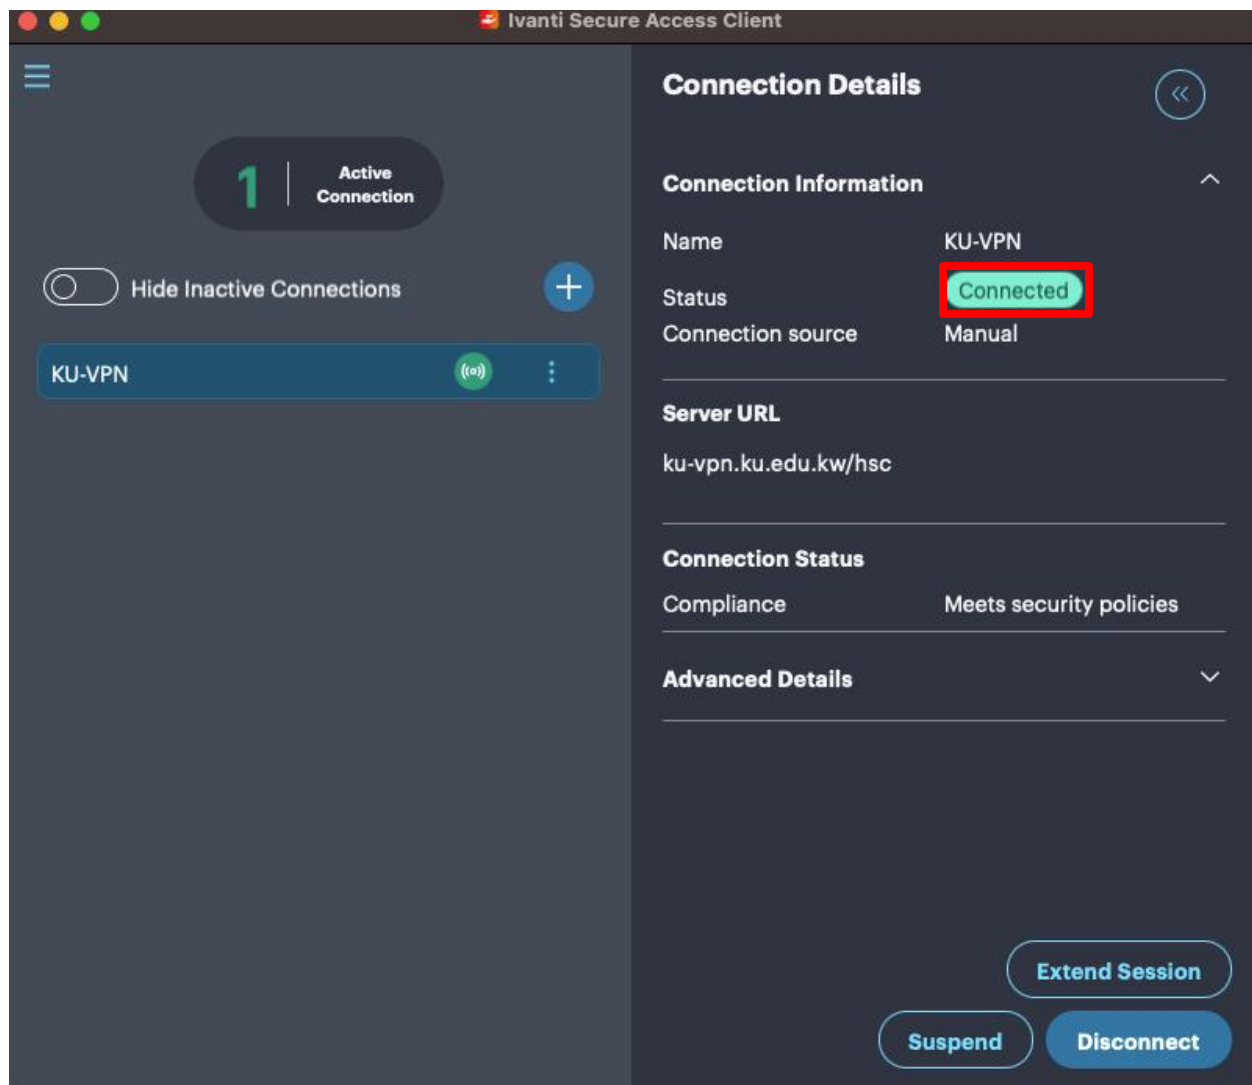 Ivanti Secure Access Client
1
Active
Connection
Hide Inactive Connections
KU-VPN
Connection Details
Connection Information
Name KU-VPN
Status Connected
Connection source Manual
Server URL
ku-vpn.ku.edu.kw/hsc
Connection Status
Compliance Meets security policies
Advanced Details
Extend Session
Suspend Disconnect